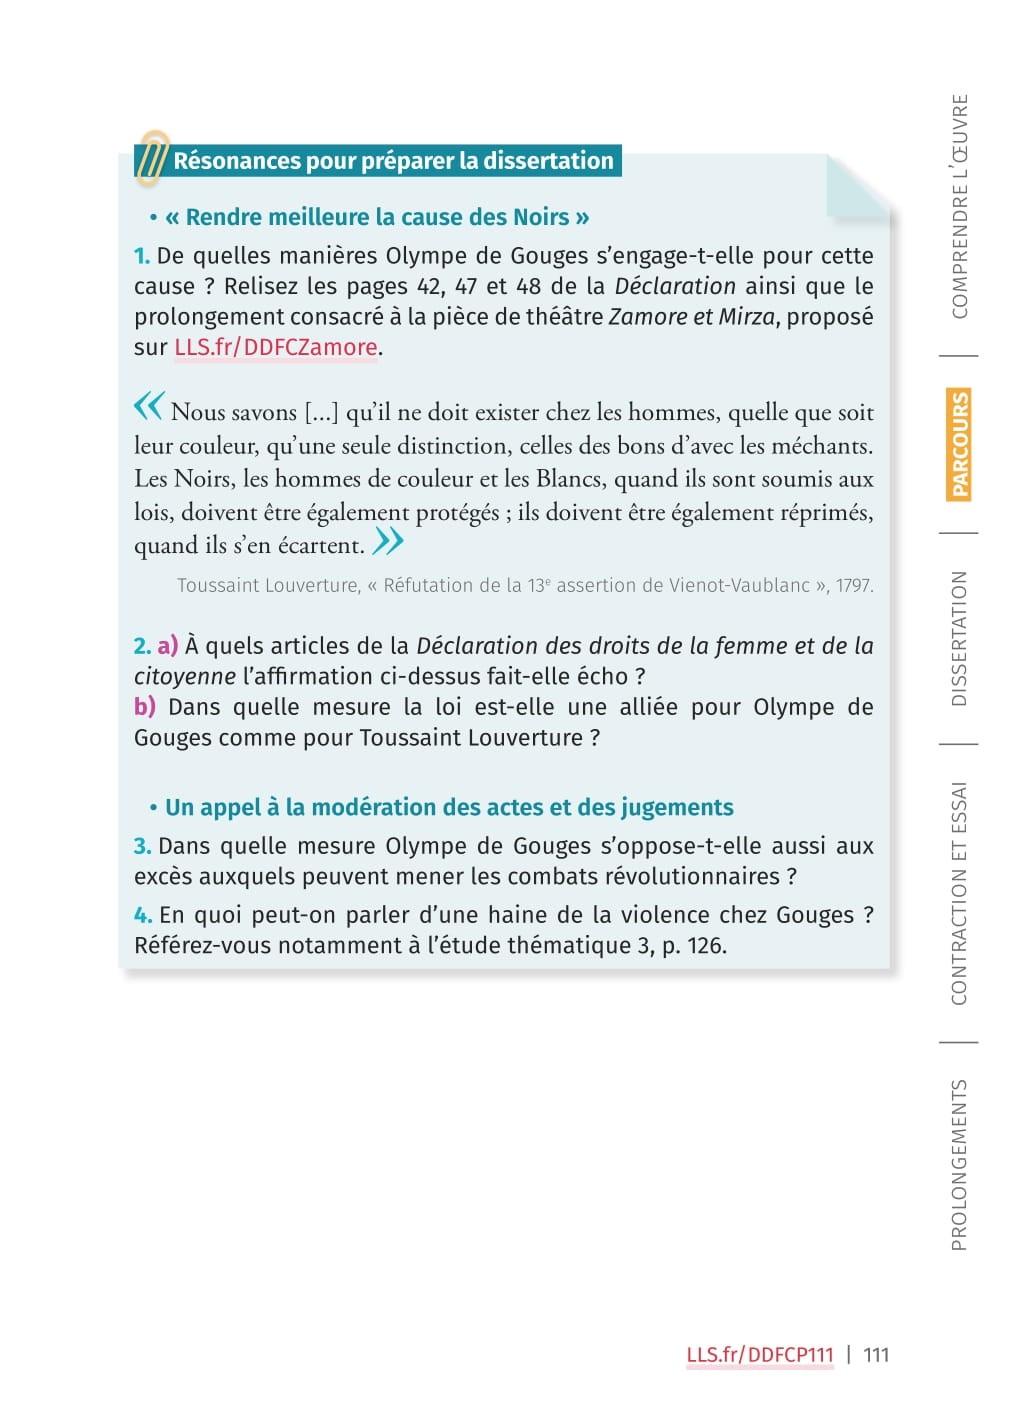 Résonances pour préparer la dissertation
• « Rendre meilleure la cause des Noirs »
1. De quelles manières Olympe de Gouges s’engage-t-elle pour cette
cause ? Relisez les pages 42, 47 et 48 de la Déclaration ainsi que le
prolongement consacré à la pièce de théâtre Zamore et Mirza, proposé
sur LLS.fr/DDFCZamore.
« Nous savons [...] qu’il ne doit exister chez les hommes, quelle que soit
leur couleur, qu’une seule distinction, celles des bons d’avec les méchants.
Les Noirs, les hommes de couleur et les Blancs, quand ils sont soumis aux
lois, doivent être également protégés ; ils doivent être également réprimés,
quand ils s’en écartent. »
Toussaint Louverture, « Réfutation de la 13e assertion de Vienot-Vaublanc », 1797.
2. a) À quels articles de la Déclaration des droits de la femme et de la
citoyenne l’affirmation ci-dessus fait-elle écho ?
b) Dans quelle mesure la loi est-elle une alliée pour Olympe de
Gouges comme pour Toussaint Louverture ?
• Un appel à la modération des actes et des jugements
3. Dans quelle mesure Olympe de Gouges s’oppose-t-elle aussi aux
excès auxquels peuvent mener les combats révolutionnaires ?
4. En quoi peut-on parler d’une haine de la violence chez Gouges ?
Référez-vous notamment à l’étude thématique 3, p. 126.
COMPRENDRE L’ŒUVRE
PARCOURS
DISSERTATION
CONTRACTION ET ESSAI
PROLONGEMENTS
LLS.fr/DDFCP111 | 111